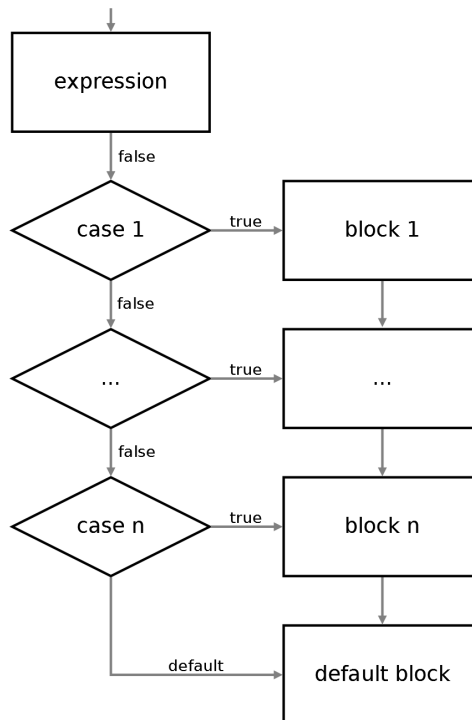 expression
false
case 1
true
block 1
false
...
true
...
false
case n
true
block n
default
default block